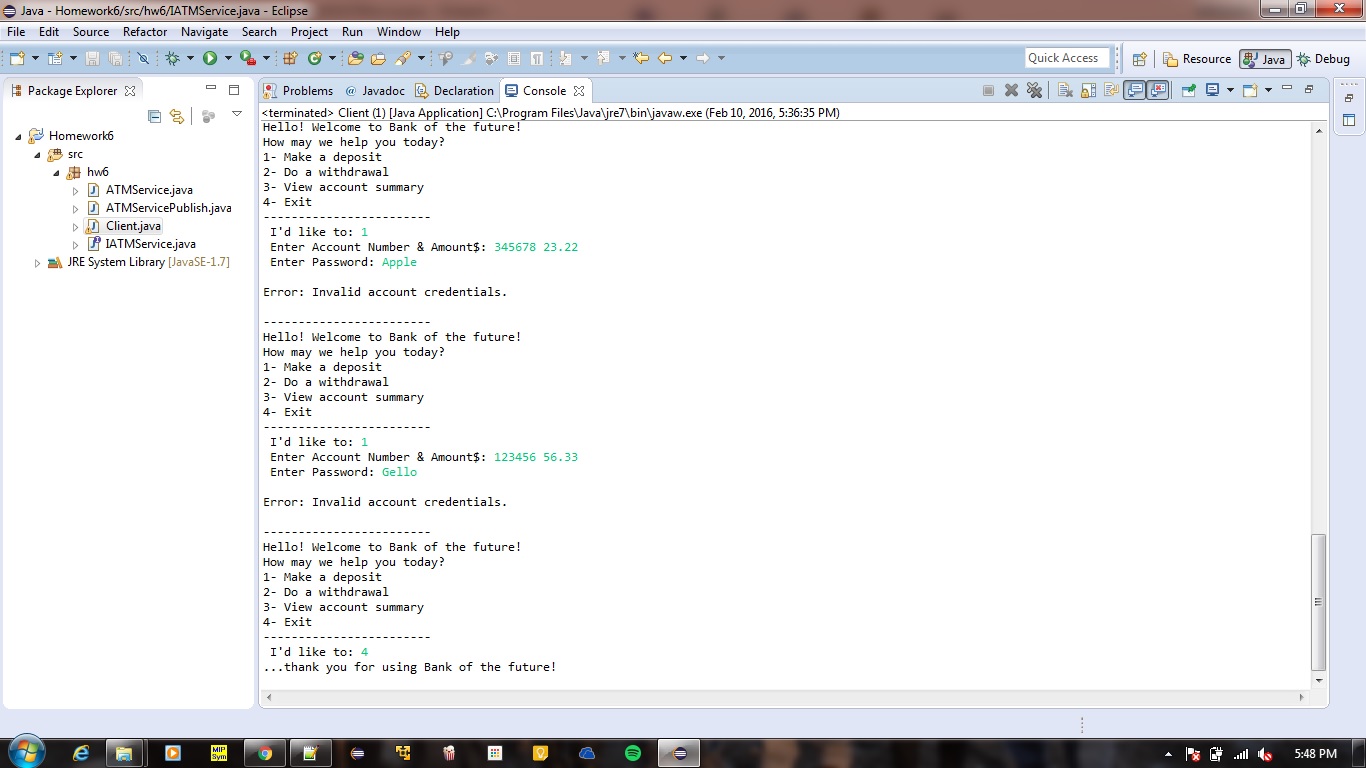 Java - Homework6/src/hw6/IATMService.java - Eclipse
File Edit Source Refactor Navigate Search Project Run Window Help
Quick Access Resource Java Debug
Package Explorer
Homework6
src
hw6
ATMService.java
ATMServicePublish.java
Client.java
IATMService.java
JRE System Library [JavaSE-1.7]
Problems @ Javadoc Declaration Console
<terminated> Client (1) [Java Application] C:\Program Files\Java\jre7\bin\javaw.exe (Feb 10, 2016, 5:36:35 PM)
Hello! Welcome to Bank of the future!
How may we help you today?
1- Make a deposit
2- Do a withdrawal
3- View account summary
4- Exit
------------------------
I'd like to: 1
Enter Account Number & Amount$: 345678 23.22
Enter Password: Apple
Error: Invalid account credentials.
------------------------
Hello! Welcome to Bank of the future!
How may we help you today?
1- Make a deposit
2- Do a withdrawal
3- View account summary
4- Exit
------------------------
I'd like to: 1
Enter Account Number & Amount$: 123456 56.33
Enter Password: Gello
Error: Invalid account credentials.
------------------------
Hello! Welcome to Bank of the future!
How may we help you today?
1- Make a deposit
2- Do a withdrawal
3- View account summary
4- Exit
------------------------
I'd like to: 4
...thank you for using Bank of the future!
MIP
Sym
5:48 PM